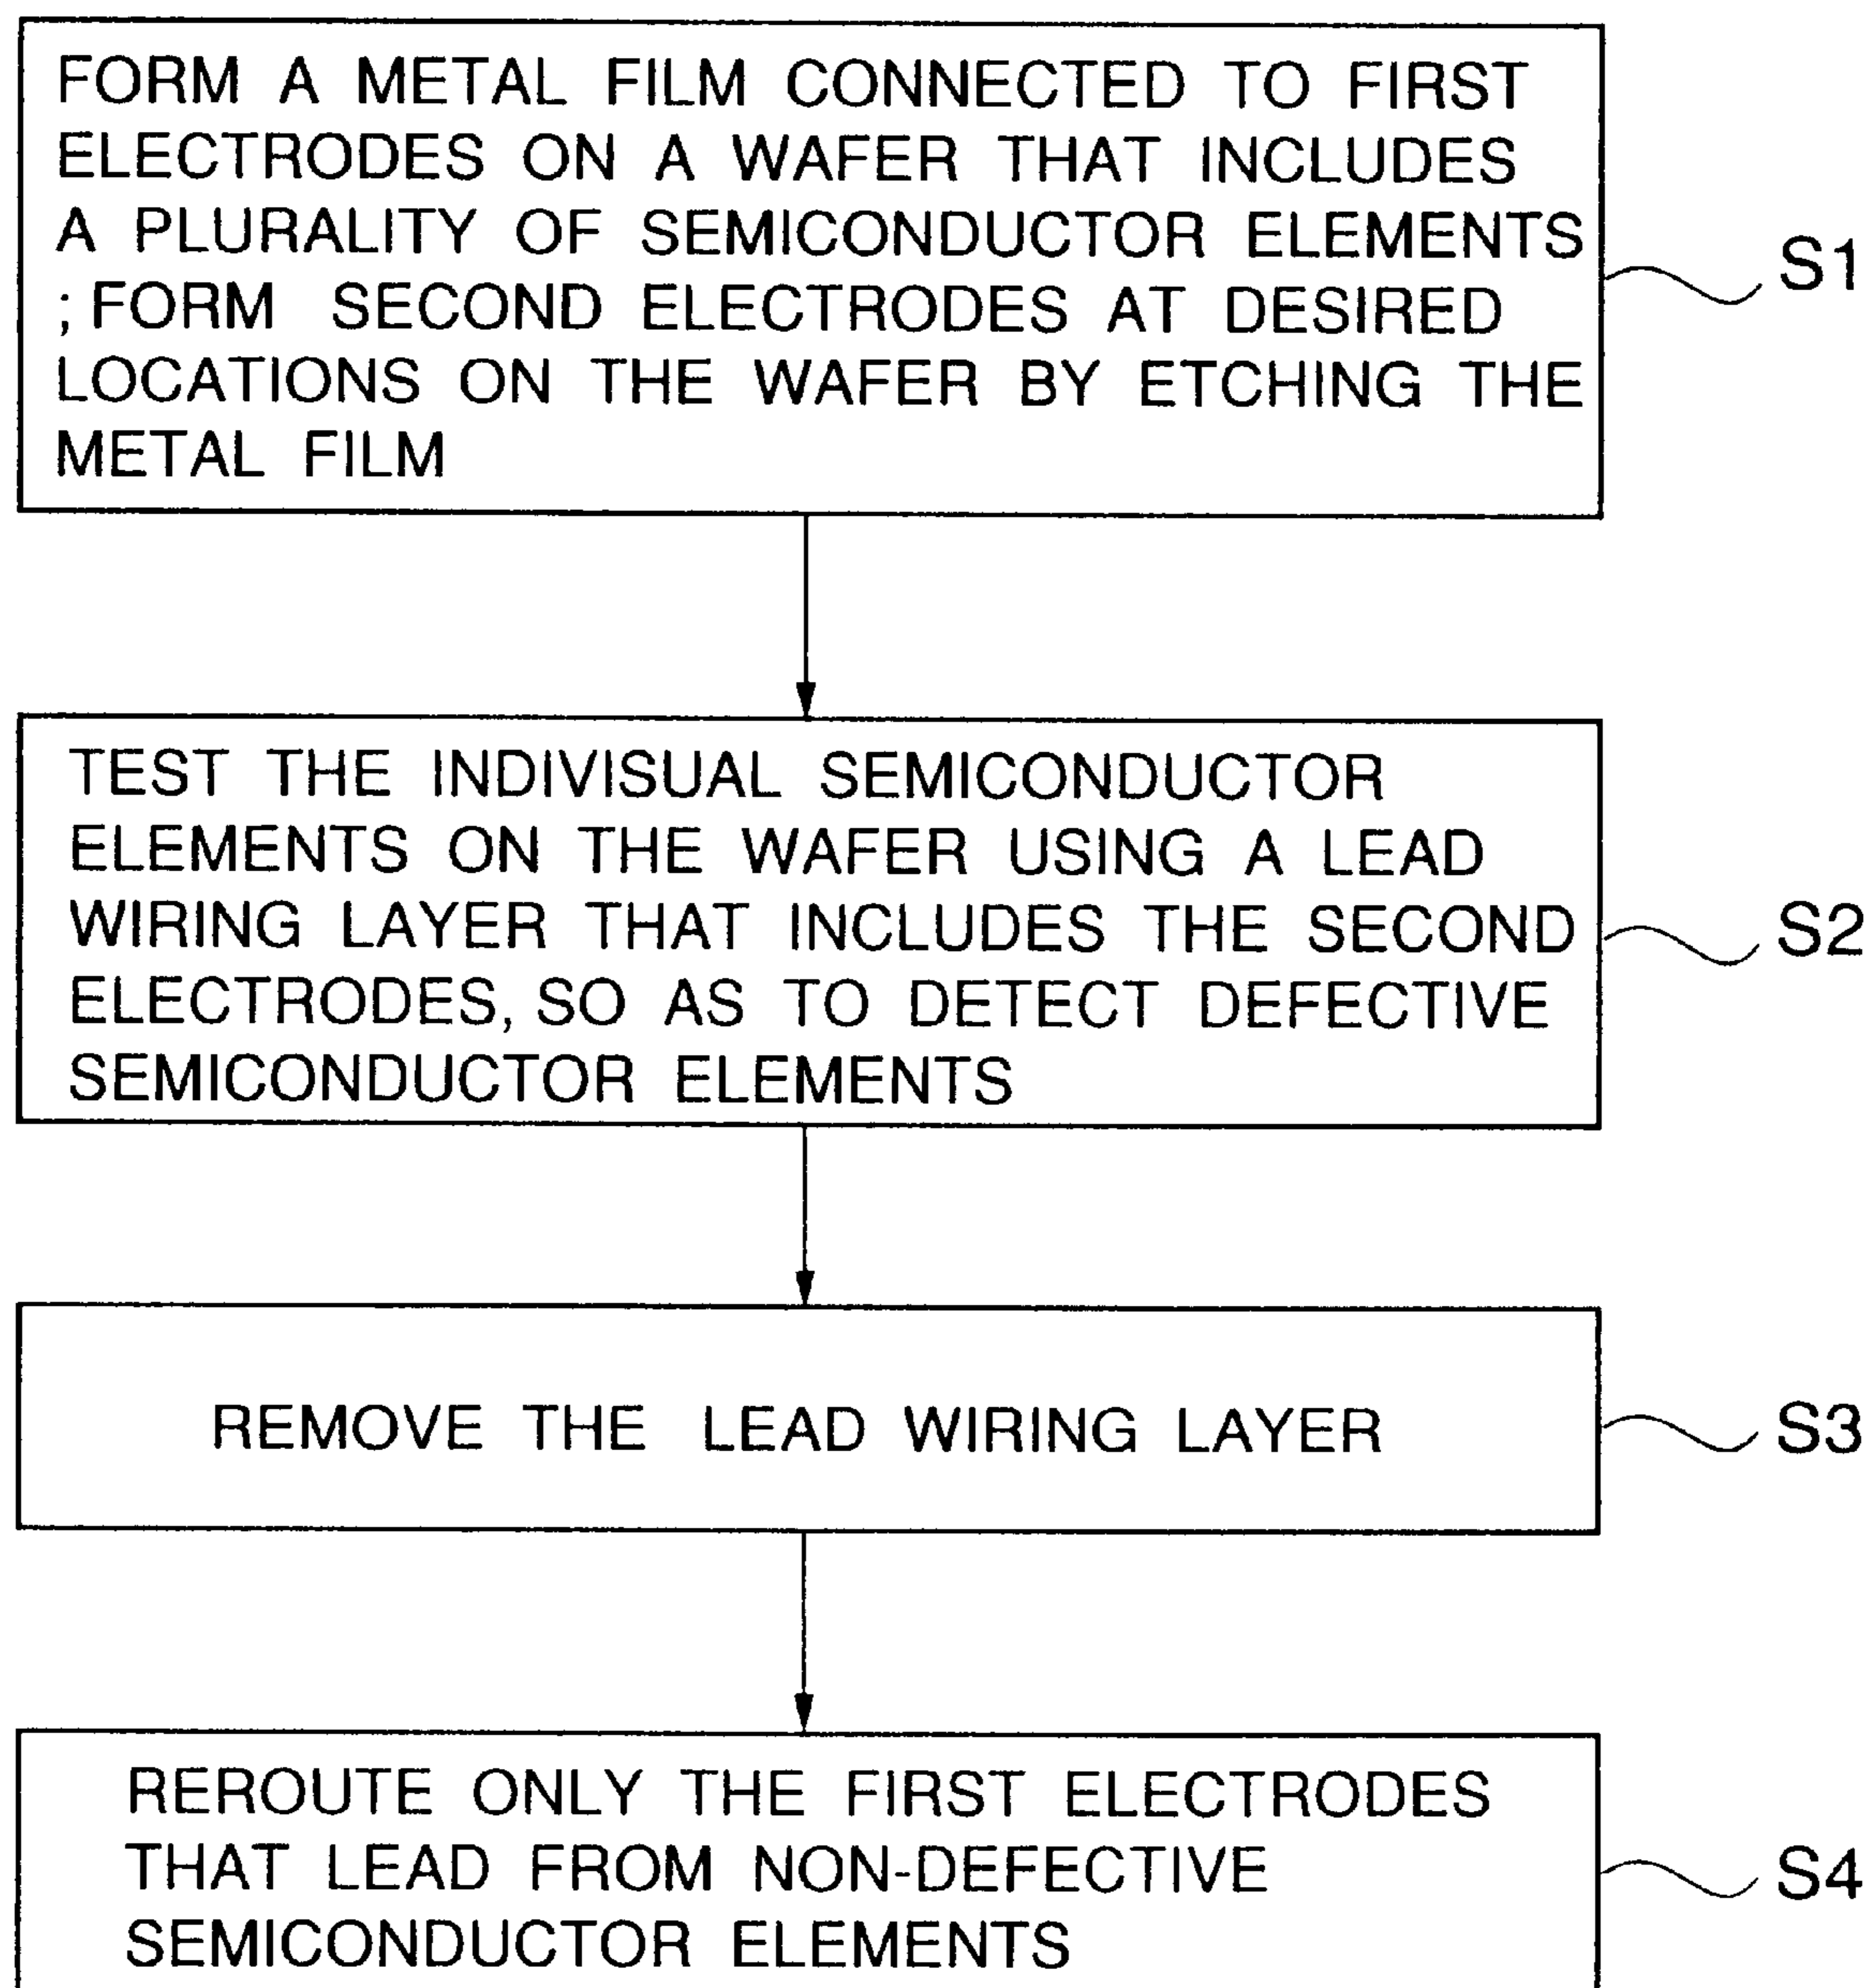 FORM A METAL FILM CONNECTED TO FIRST
ELECTRODES ON A WAFER THAT INCLUDES
A PLURALITY OF SEMICONDUCTOR ELEMENTS
; FORM SECOND ELECTRODES AT DESIRED
LOCATIONS ON THE WAFER BY ETCHING THE
METAL FILM
S1
TEST THE INDIVISUAL SEMICONDUCTOR
ELEMENTS ON THE WAFER USING A LEAD
WIRING LAYER THAT INCLUDES THE SECOND
ELECTRODES, SO AS TO DETECT DEFECTIVE
SEMICONDUCTOR ELEMENTS
S2
REMOVE THE LEAD WIRING LAYER
S3
REROUTE ONLY THE FIRST ELECTRODES
THAT LEAD FROM NON-DEFECTIVE
SEMICONDUCTOR ELEMENTS
S4